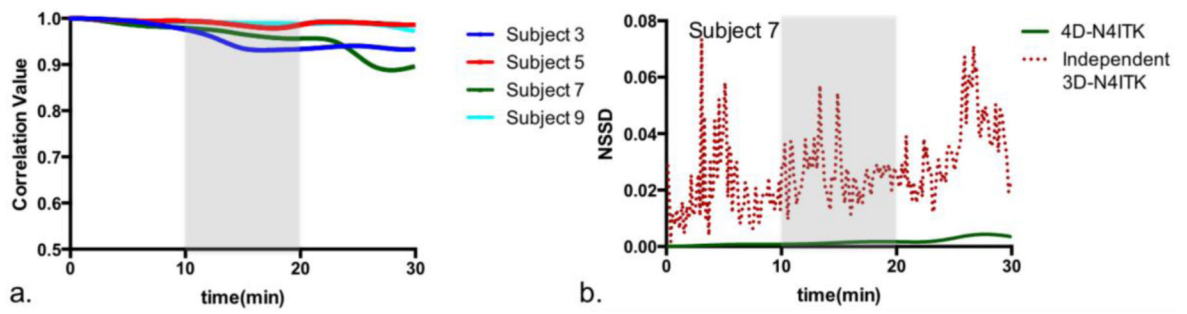 1.0
0.9
0.8
0.7
0.6
0.5
Correlation Value
0 10 20 30
time(min)
Subject 3
Subject 5
Subject 7
Subject 9
a.
0.08
0.06
0.04
0.02
0.00
NSSD
Subject 7
0 10 20 30
time(min)
4D-N4ITK
Independent
3D-N4ITK
b.